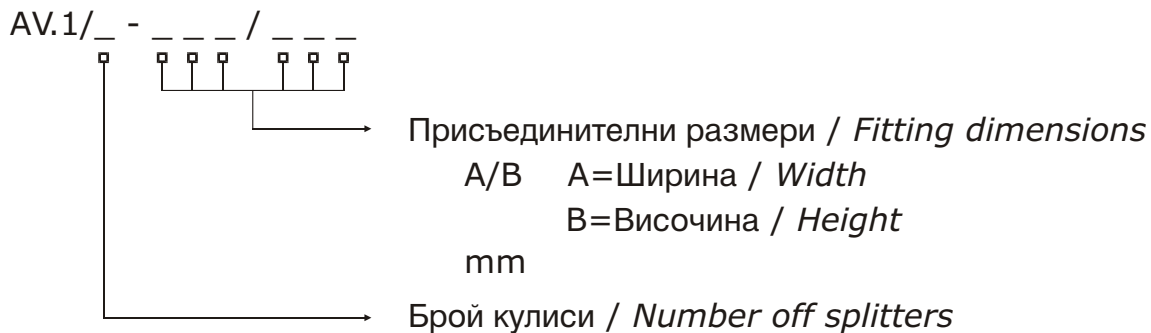 AV.1/_ - _ _ _ / _ _ _
Присъединителни размери / Fitting dimensions
A/B A=Ширина / Width
B=Височина / Height
mm
Брой кулиси / Number off splitters